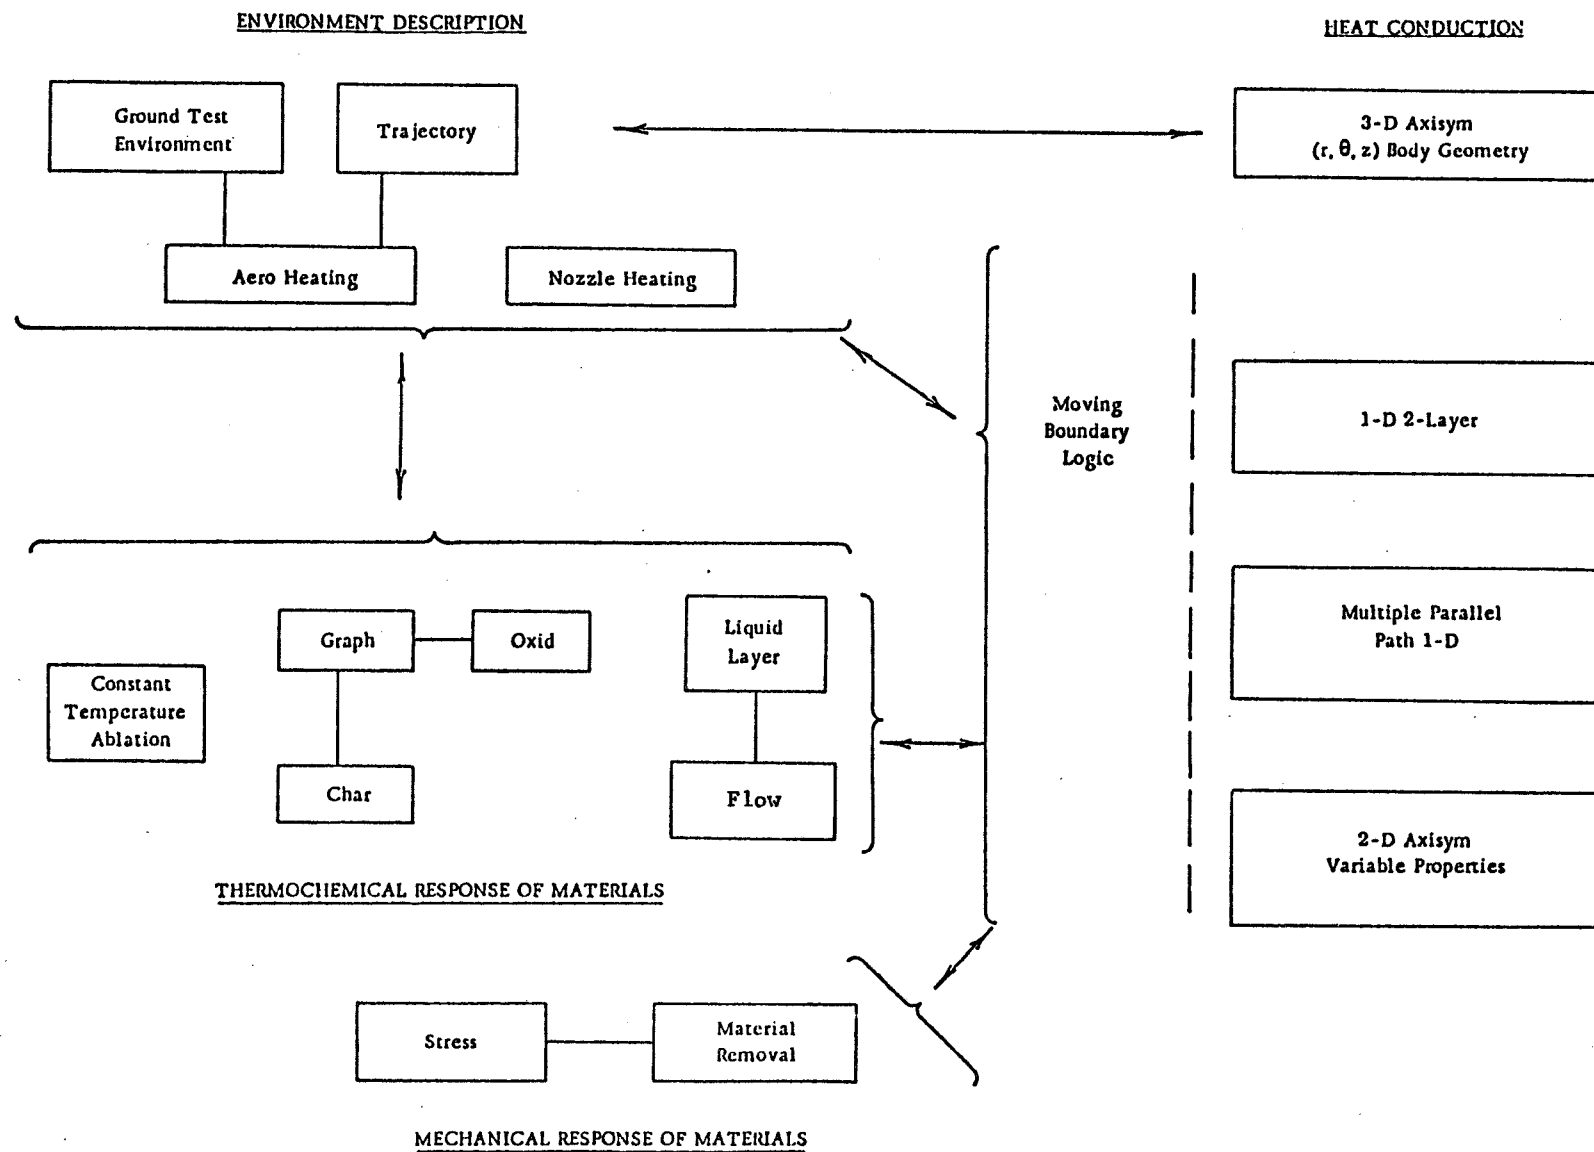 ENVIRONMENT DESCRIPTION
HEAT CONDUCTION
Ground Test
Environment
Trajectory
3-D Axisym
(r, θ, z) Body Geometry
Aero Heating
Nozzle Heating
Moving
Boundary
Logic
1-D 2-Layer
Multiple Parallel
Path 1-D
Graph
Oxid
Liquid
Layer
Constant
Temperature
Ablation
Char
Flow
2-D Axisym
Variable Properties
THERMOCHEMICAL RESPONSE OF MATERIALS
Stress
Material
Removal
MECHANICAL RESPONSE OF MATERIALS